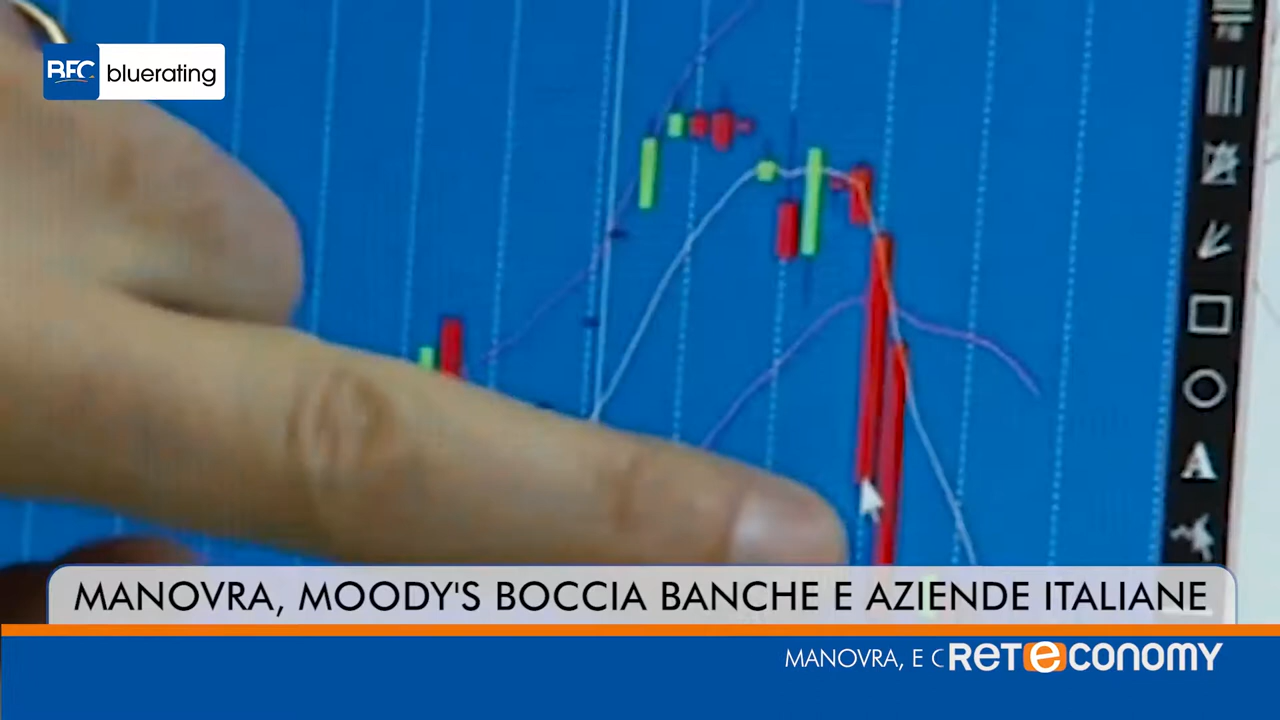 BFC bluerating
A
MANOVRA, MOODY'S BOCCIA BANCHE E AZIENDE ITALIANE
MANOVRA, E C
RETeCONOMY